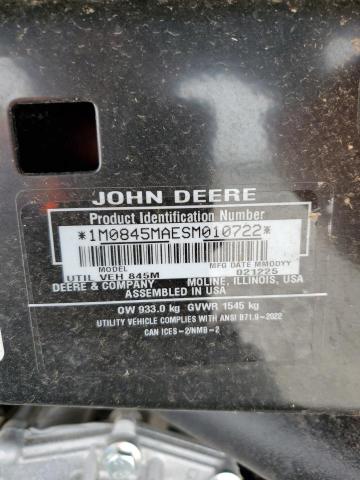 JOHN DEERE
Product Identification Number
*1M0845MAESM010722*
MODEL MFG DATE MMDDYY
UTIL VEH 845M 021225
DEERE & COMPANY MOLINE, ILLINOIS, USA
ASSEMBLED IN USA
OW 933.0 kg GVWR 1545 kg
UTILITY VEHICLE COMPLIES WITH ANSI B71.9-2022
CAN ICES-2/NMB-2